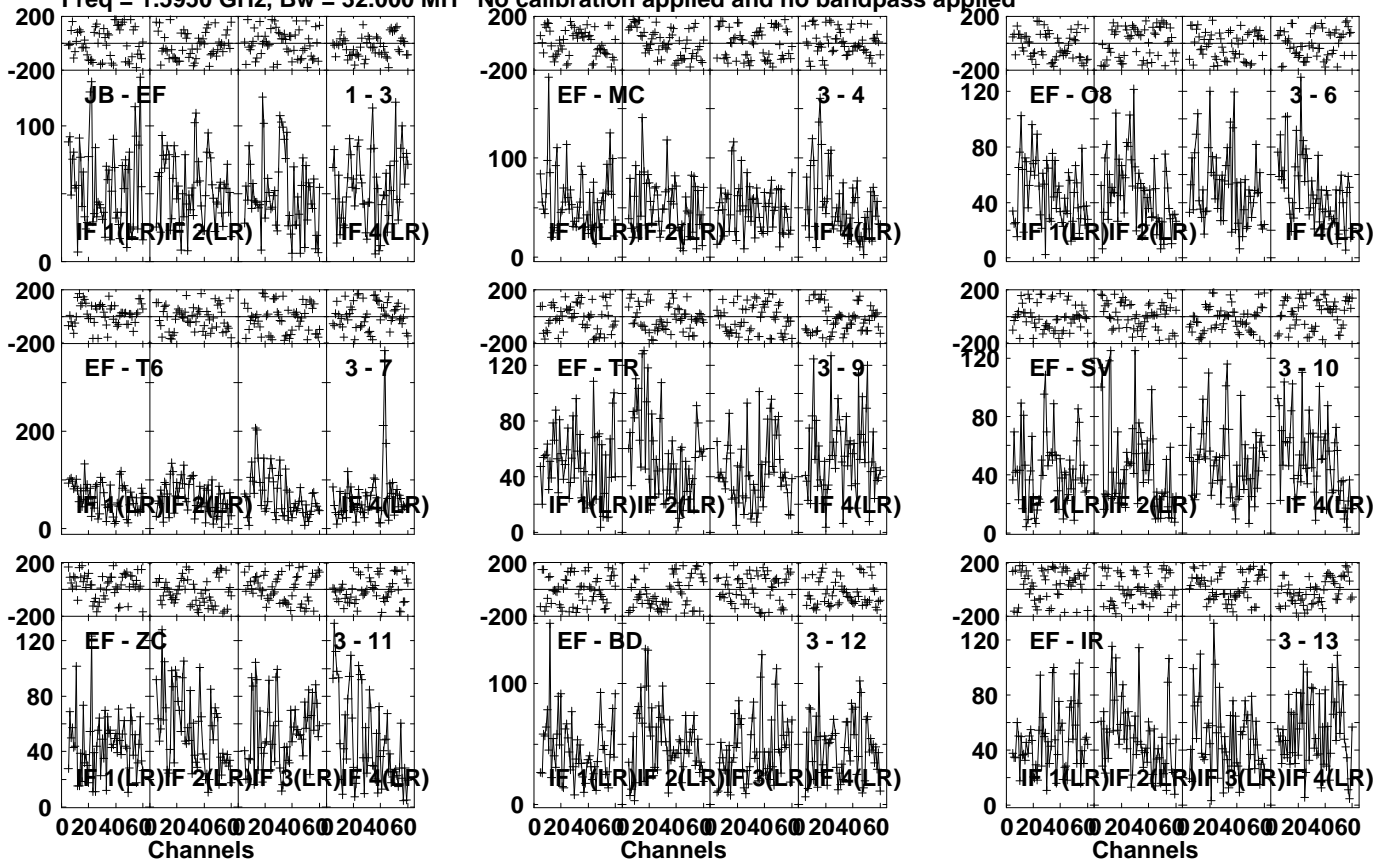 Freq = 1.5950 GHz, Bw = 32.000 MH No calibration applied and no bandpass applied
200
-200
JB - EF 1 - 3
100
0
IF 1(LR) IF 2(LR) IF 4(LR)
200
-200
EF - MC 3 - 4
100
0
IF 1(LR) IF 2(LR) IF 4(LR)
200
-200
EF - O8 3 - 6
120
80
40
0
IF 1(LR) IF 2(LR) IF 4(LR)
200
-200
EF - T6 3 - 7
200
0
IF 1(LR) IF 2(LR) IF 4(LR)
200
-200
EF - TR 3 - 9
120
80
40
0
IF 1(LR) IF 2(LR) IF 4(LR)
200
-200
EF - SV 3 - 10
120
80
40
0
IF 1(LR) IF 2(LR) IF 4(LR)
200
-200
EF - ZC 3 - 11
120
80
40
0
IF 1(LR) IF 2(LR) IF 3(LR) IF 4(LR)
0 20 40 60 0 20 40 60 0 20 40 60 0 20 40 60
Channels
200
-200
EF - BD 3 - 12
100
0
IF 1(LR) IF 2(LR) IF 3(LR) IF 4(LR)
0 20 40 60 0 20 40 60 0 20 40 60 0 20 40 60
Channels
200
-200
EF - IR 3 - 13
120
80
40
0
IF 1(LR) IF 2(LR) IF 3(LR) IF 4(LR)
0 20 40 60 0 20 40 60 0 20 40 60 0 20 40 60
Channels